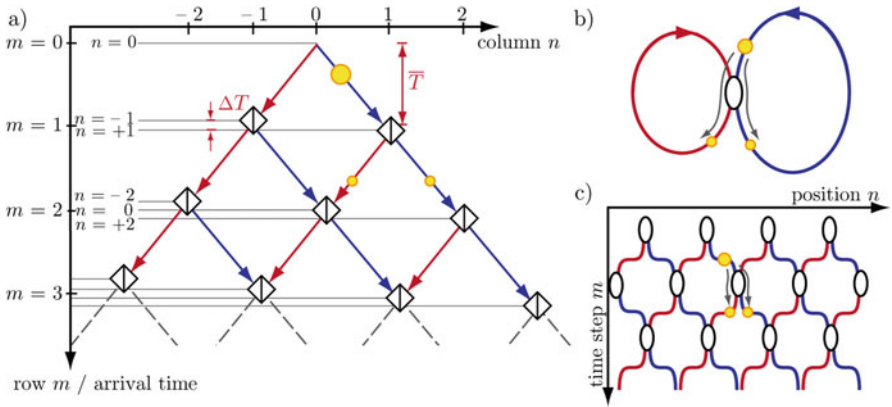 a)
− 2 − 1 0 1 2
column n
m = 0
n = 0
T̅
ΔT
n = − 1
m = 1
n = +1
n = − 2
m = 2
n = 0
n = +2
m = 3
row m / arrival time
b)
c)
position n
time step m